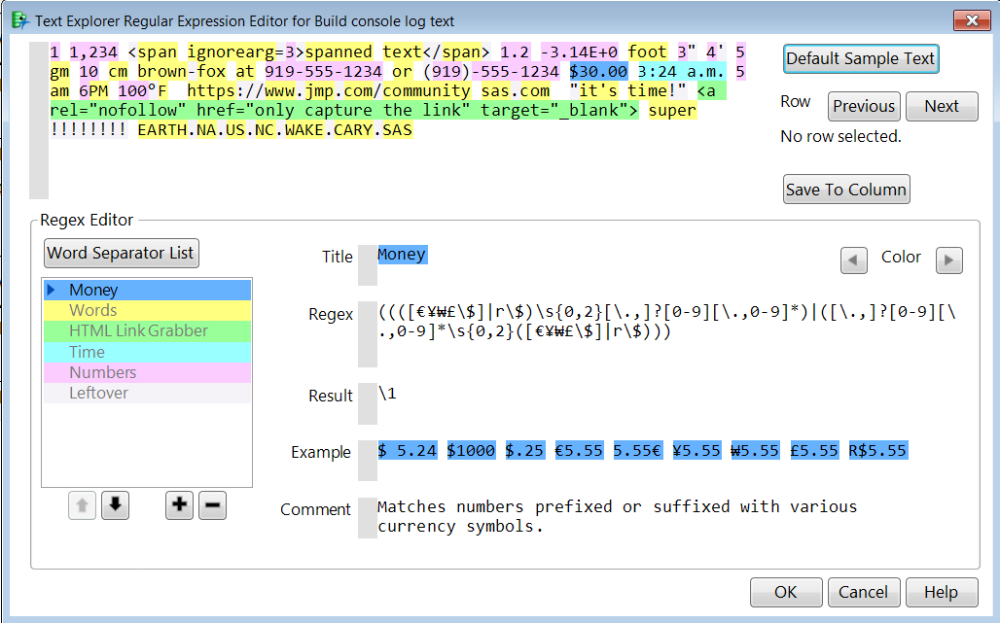 Text Explorer Regular Expression Editor for Build console log text
1 1,234 <span ignorearg=3>spanned text</span> 1.2 -3.14E+0 foot 3" 4' 5
gm 10 cm brown-fox at 919-555-1234 or (919)-555-1234 $30.00 3:24 a.m. 5
am 6PM 100°F  https://www.jmp.com/community sas.com  "it's time!" <a
rel="nofollow" href="only capture the link" target="_blank"> super
!!!!!!!! EARTH.NA.US.NC.WAKE.CARY.SAS
Default Sample Text
Row Previous Next
No row selected.
Save To Column
Regex Editor
Word Separator List
Money
Words
HTML Link Grabber
Time
Numbers
Leftover
Title Money
Color
Regex ((([€¥₩£\$]|r\$)\s{0,2}[\.,]?[0-9][\.,0-9]*)|([\.,]?[0-9][\
.,0-9]*\s{0,2}([€¥₩£\$]|r\$)))
Result \1
Example $ 5.24 $1000 $.25 €5.55 5.55€ ¥5.55 ₩5.55 £5.55 R$5.55
Comment Matches numbers prefixed or suffixed with various
currency symbols.
OK Cancel Help